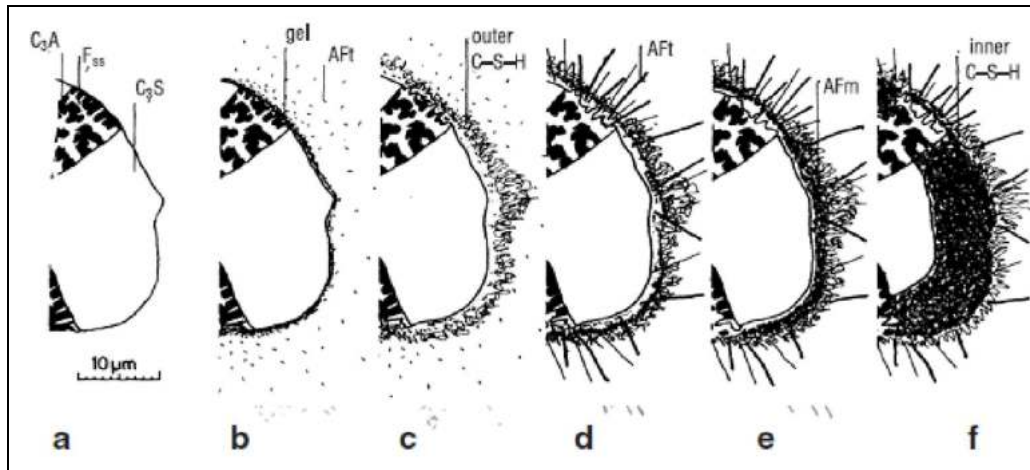 C₃A
Fss
C₃S
10 µm
gel
AFt
outer
C-S-H
AFt
AFm
inner
C-S-H
a b c d e f